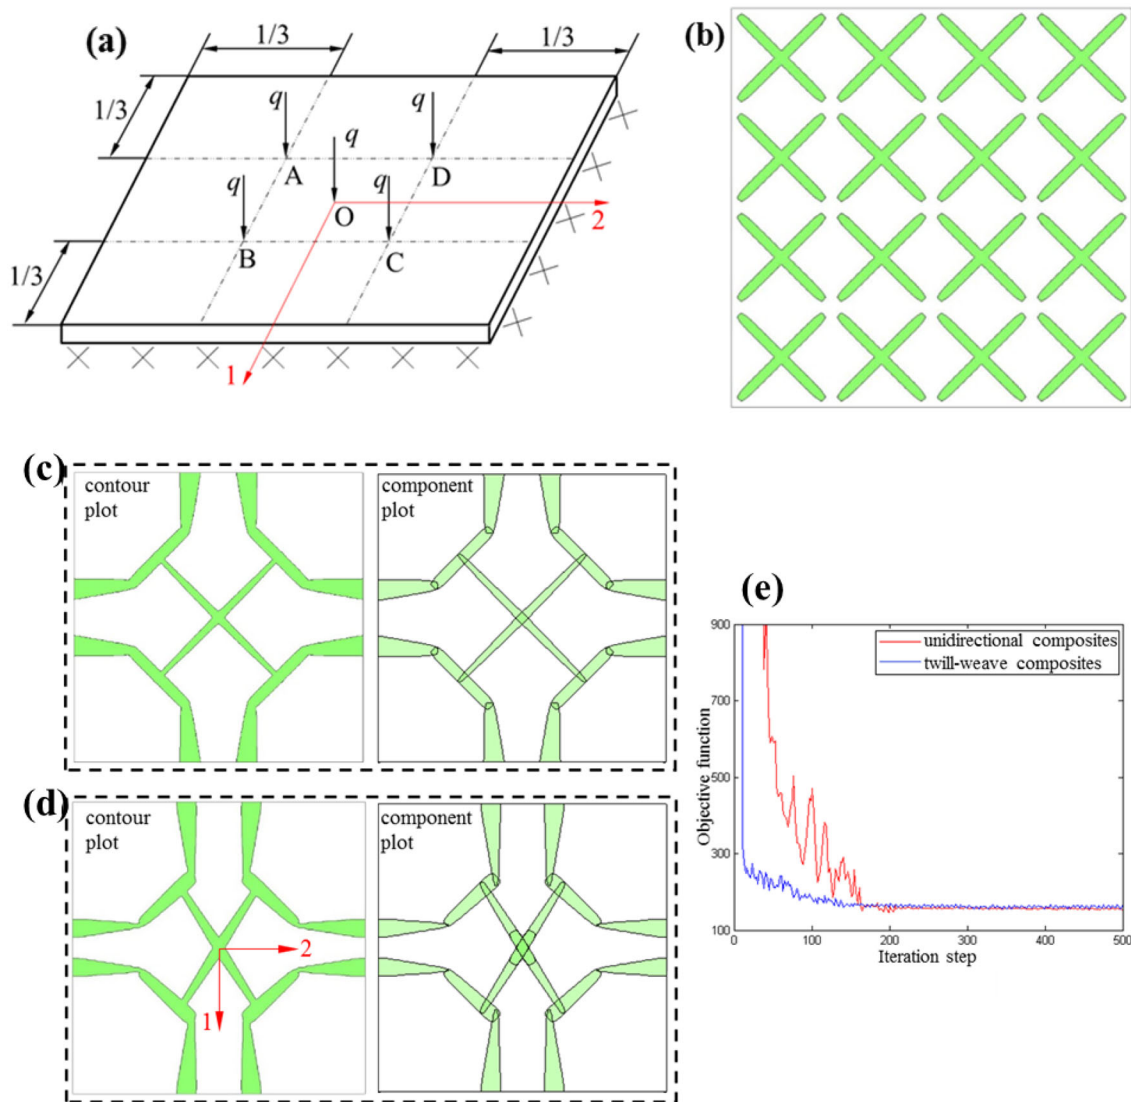 (a)
1/3
1/3
1/3
q
q
q
A
D
q
q
O
2
B
C
1/3
1
(b)
(c)
contour
plot
component
plot
(d)
contour
plot
component
plot
2
1
(e)
900
unidirectional composites
twill-weave composites
700
500
300
100
Objective function
0
100
200
300
400
500
Iteration step